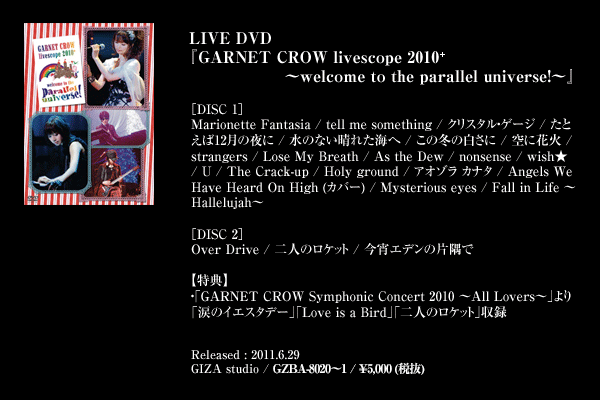 GARNET CROW
livescope 2010+
welcome to the
parallel
universe!
DVD
LIVE DVD
『GARNET CROW livescope 2010+
～welcome to the parallel universe!～』
[DISC 1]
Marionette Fantasia / tell me something / クリスタル・ゲージ / たと
えば12月の夜に / 水のない晴れた海へ / この冬の白さに / 空に花火 /
strangers / Lose My Breath / As the Dew / nonsense / wish★
/ U / The Crack-up / Holy ground / アオゾラ カナタ / Angels We
Have Heard On High (カバー) / Mysterious eyes / Fall in Life ～
Hallelujah～
[DISC 2]
Over Drive / 二人のロケット / 今宵エデンの片隅で
【特典】
・「GARNET CROW Symphonic Concert 2010 ～All Lovers～」より
「涙のイエスタデー」「Love is a Bird」「二人のロケット」収録
Released : 2011.6.29
GIZA studio / GZBA-8020～1 / ¥5,000 (税抜)